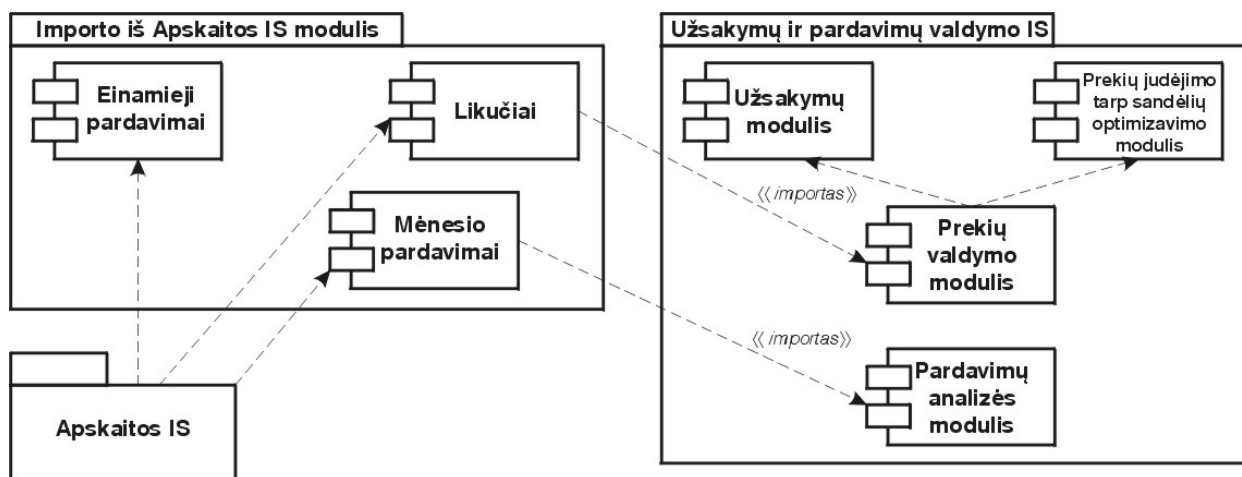 Importo iš Apskaitos IS modulis
Einamieji
pardavimai
Likučiai
Mėnesio
pardavimai
Apskaitos IS
Užsakymų ir pardavimų valdymo IS
Užsakymų
modulis
Prekių judėjimo
tarp sandėlių
optimizavimo
modulis
⟨⟨ importas⟩⟩
Prekių
valdymo
modulis
⟨⟨ importas⟩⟩
Pardavimų
analizės
modulis